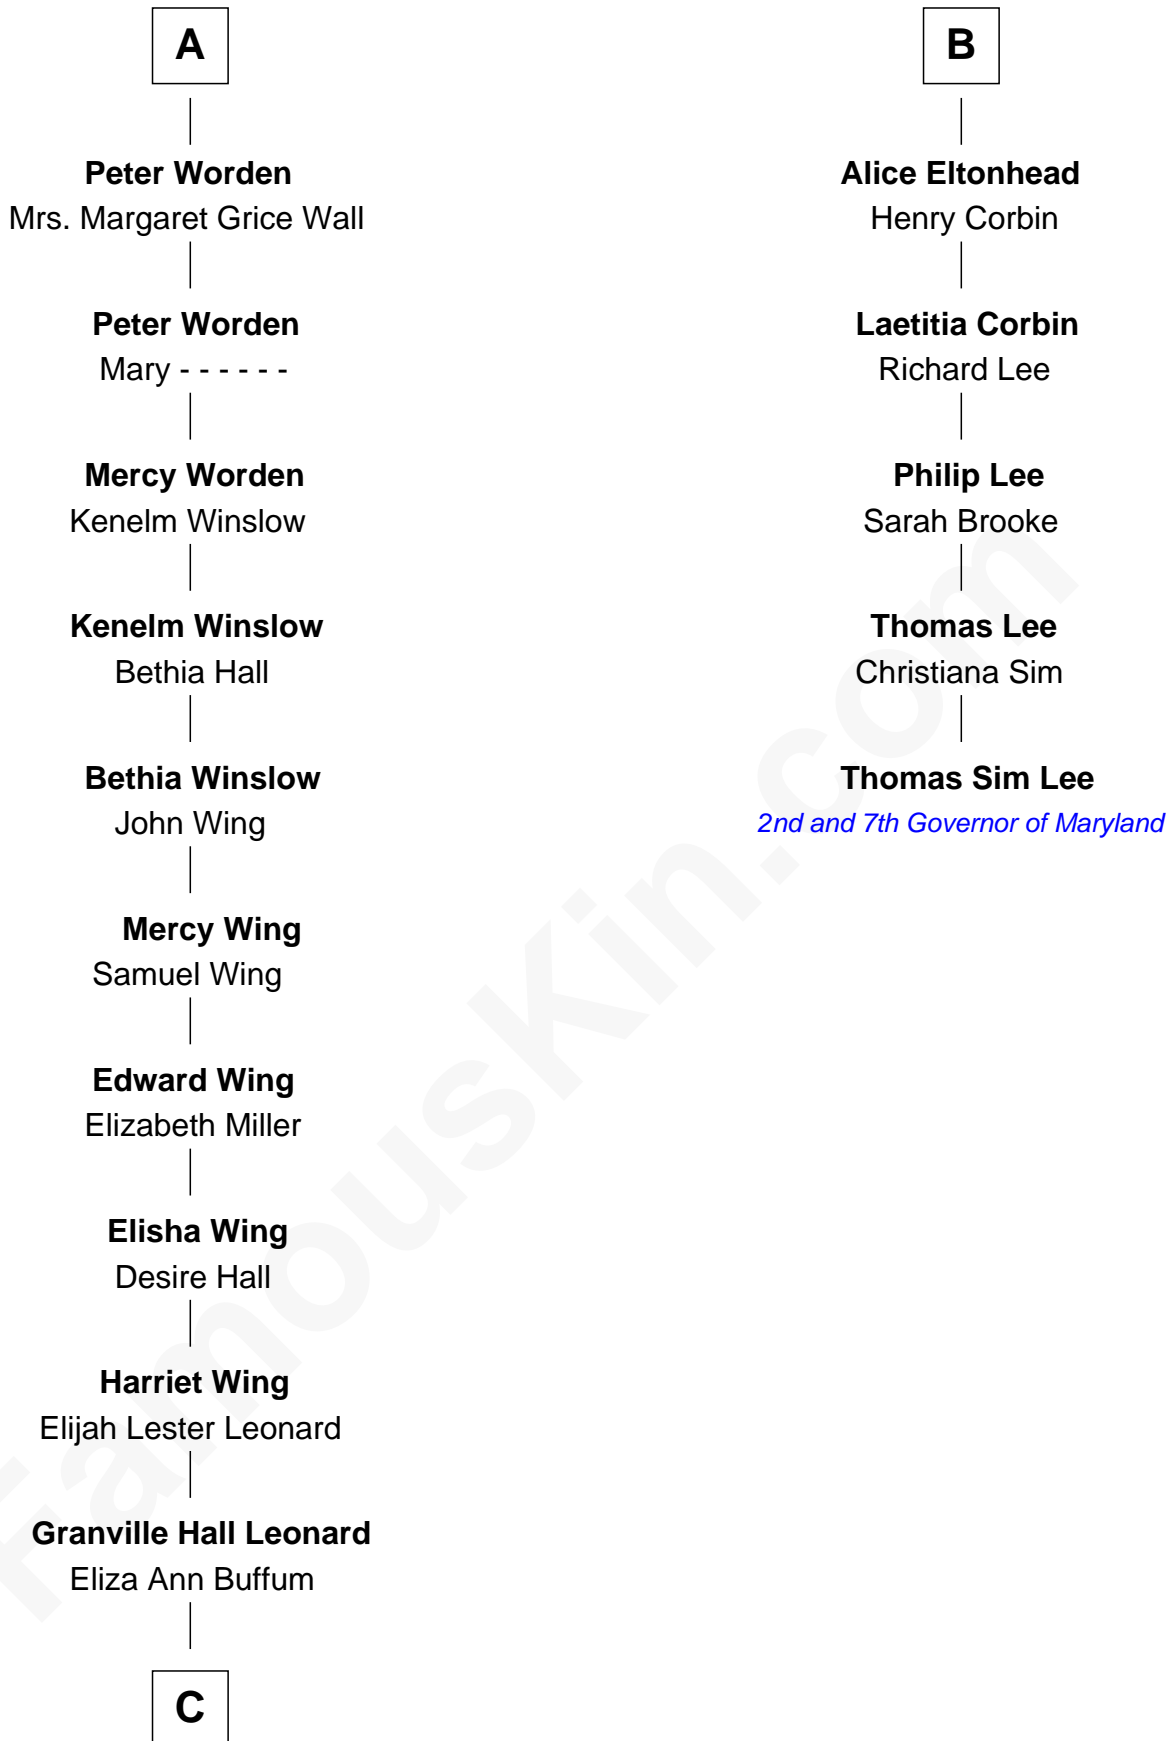 A
Peter Worden
Mrs. Margaret Grice Wall
Peter Worden
Mary - - - - - -
Mercy Worden
Kenelm Winslow
Kenelm Winslow
Bethia Hall
Bethia Winslow
John Wing
Mercy Wing
Samuel Wing
Edward Wing
Elizabeth Miller
Elisha Wing
Desire Hall
Harriet Wing
Elijah Lester Leonard
Granville Hall Leonard
Eliza Ann Buffum
C
B
Alice Eltonhead
Henry Corbin
Laetitia Corbin
Richard Lee
Philip Lee
Sarah Brooke
Thomas Lee
Christiana Sim
Thomas Sim Lee
2nd and 7th Governor of Maryland
FamousKin.com